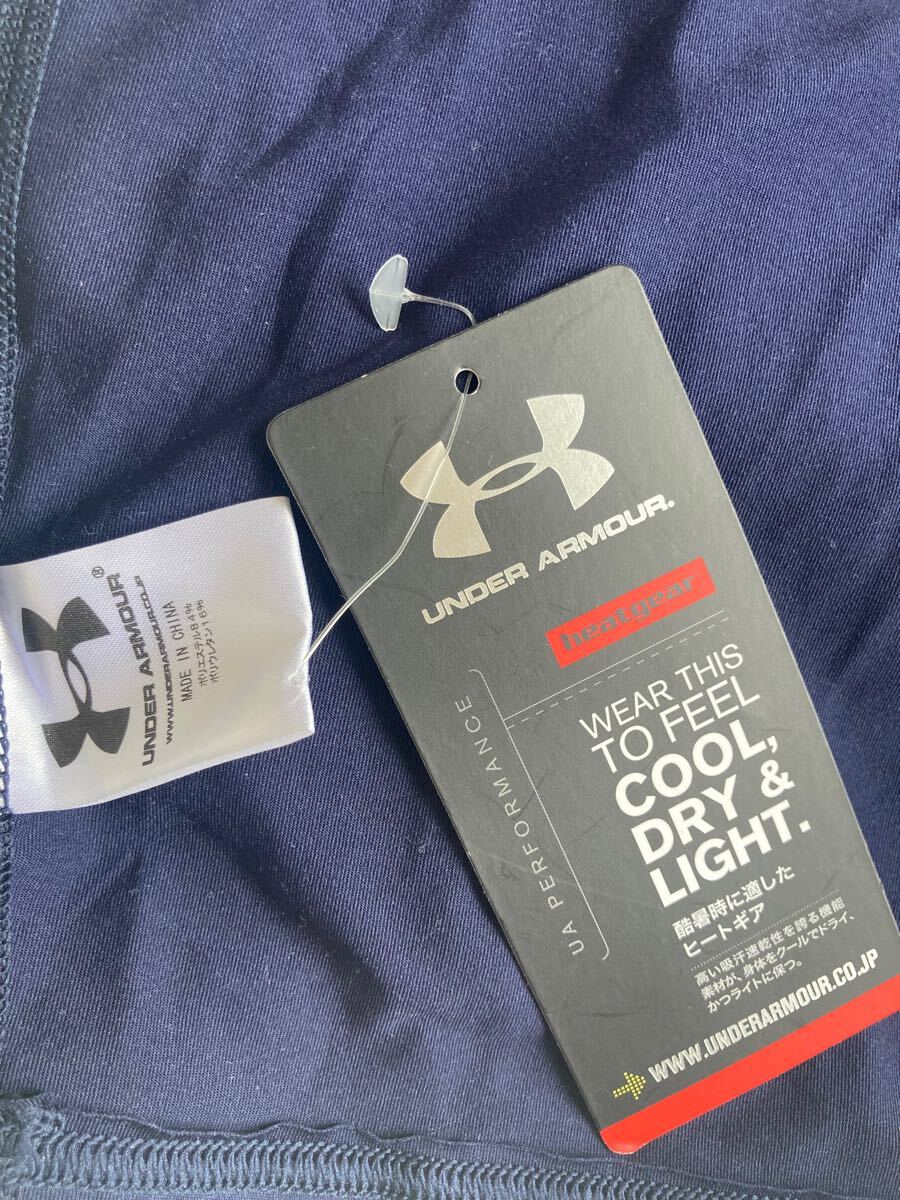 UNDER ARMOUR®
WWW.UNDERARMOUR.CO.JP
MADE IN CHINA
ポリエステル84%
ポリウレタン16%
UNDER ARMOUR.
heatgear
UA PERFORMANCE
WEAR THIS
TO FEEL
COOL,
DRY &
LIGHT.
酷暑時に適した
ヒートギア
高い吸汗速乾性を誇る機能
素材が、身体をクールでドライ、
かつライトに保つ。
WWW.UNDERARMOUR.CO.JP